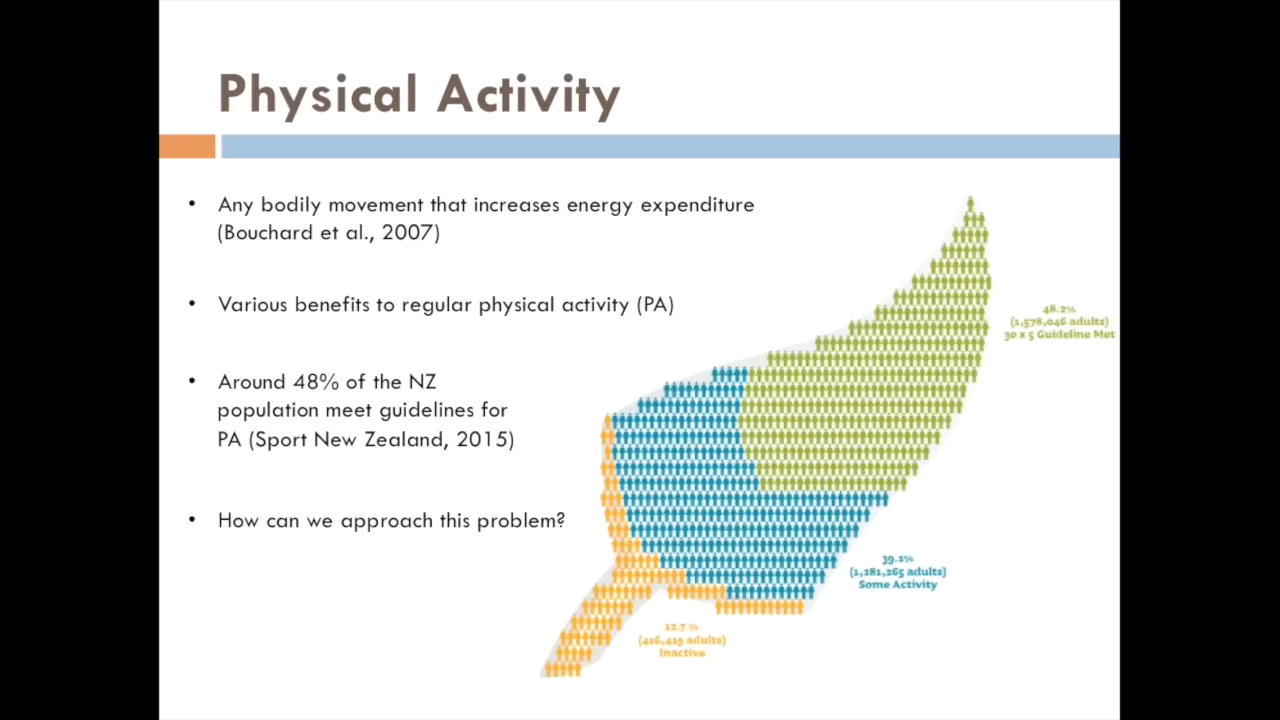 Physical Activity
• Any bodily movement that increases energy expenditure
(Bouchard et al., 2007)
• Various benefits to regular physical activity (PA)
• Around 48% of the NZ
population meet guidelines for
PA (Sport New Zealand, 2015)
• How can we approach this problem?
48.2%
(1,578,046 adults)
30 x 5 Guideline Met
39.1%
(1,281,265 adults)
Some Activity
12.7 %
(416,419 adults)
Inactive